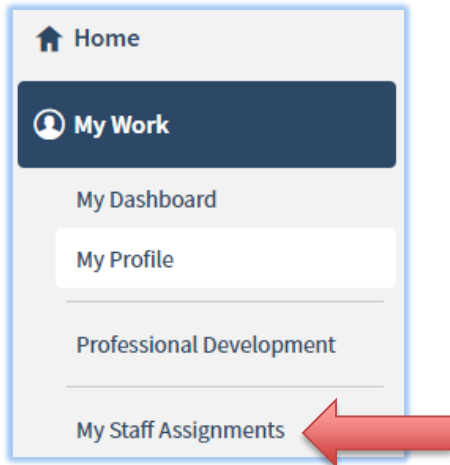 Home
My Work
My Dashboard
My Profile
Professional Development
My Staff Assignments